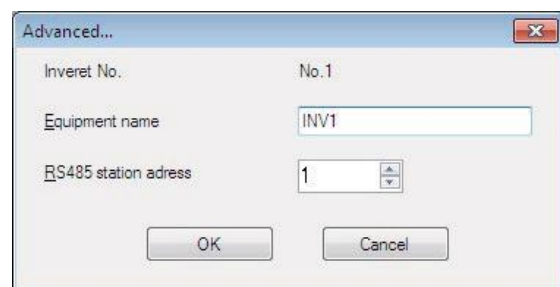 Advanced...
Inveret No. No.1
Equipment name INV1
RS485 station adress 1
OK Cancel